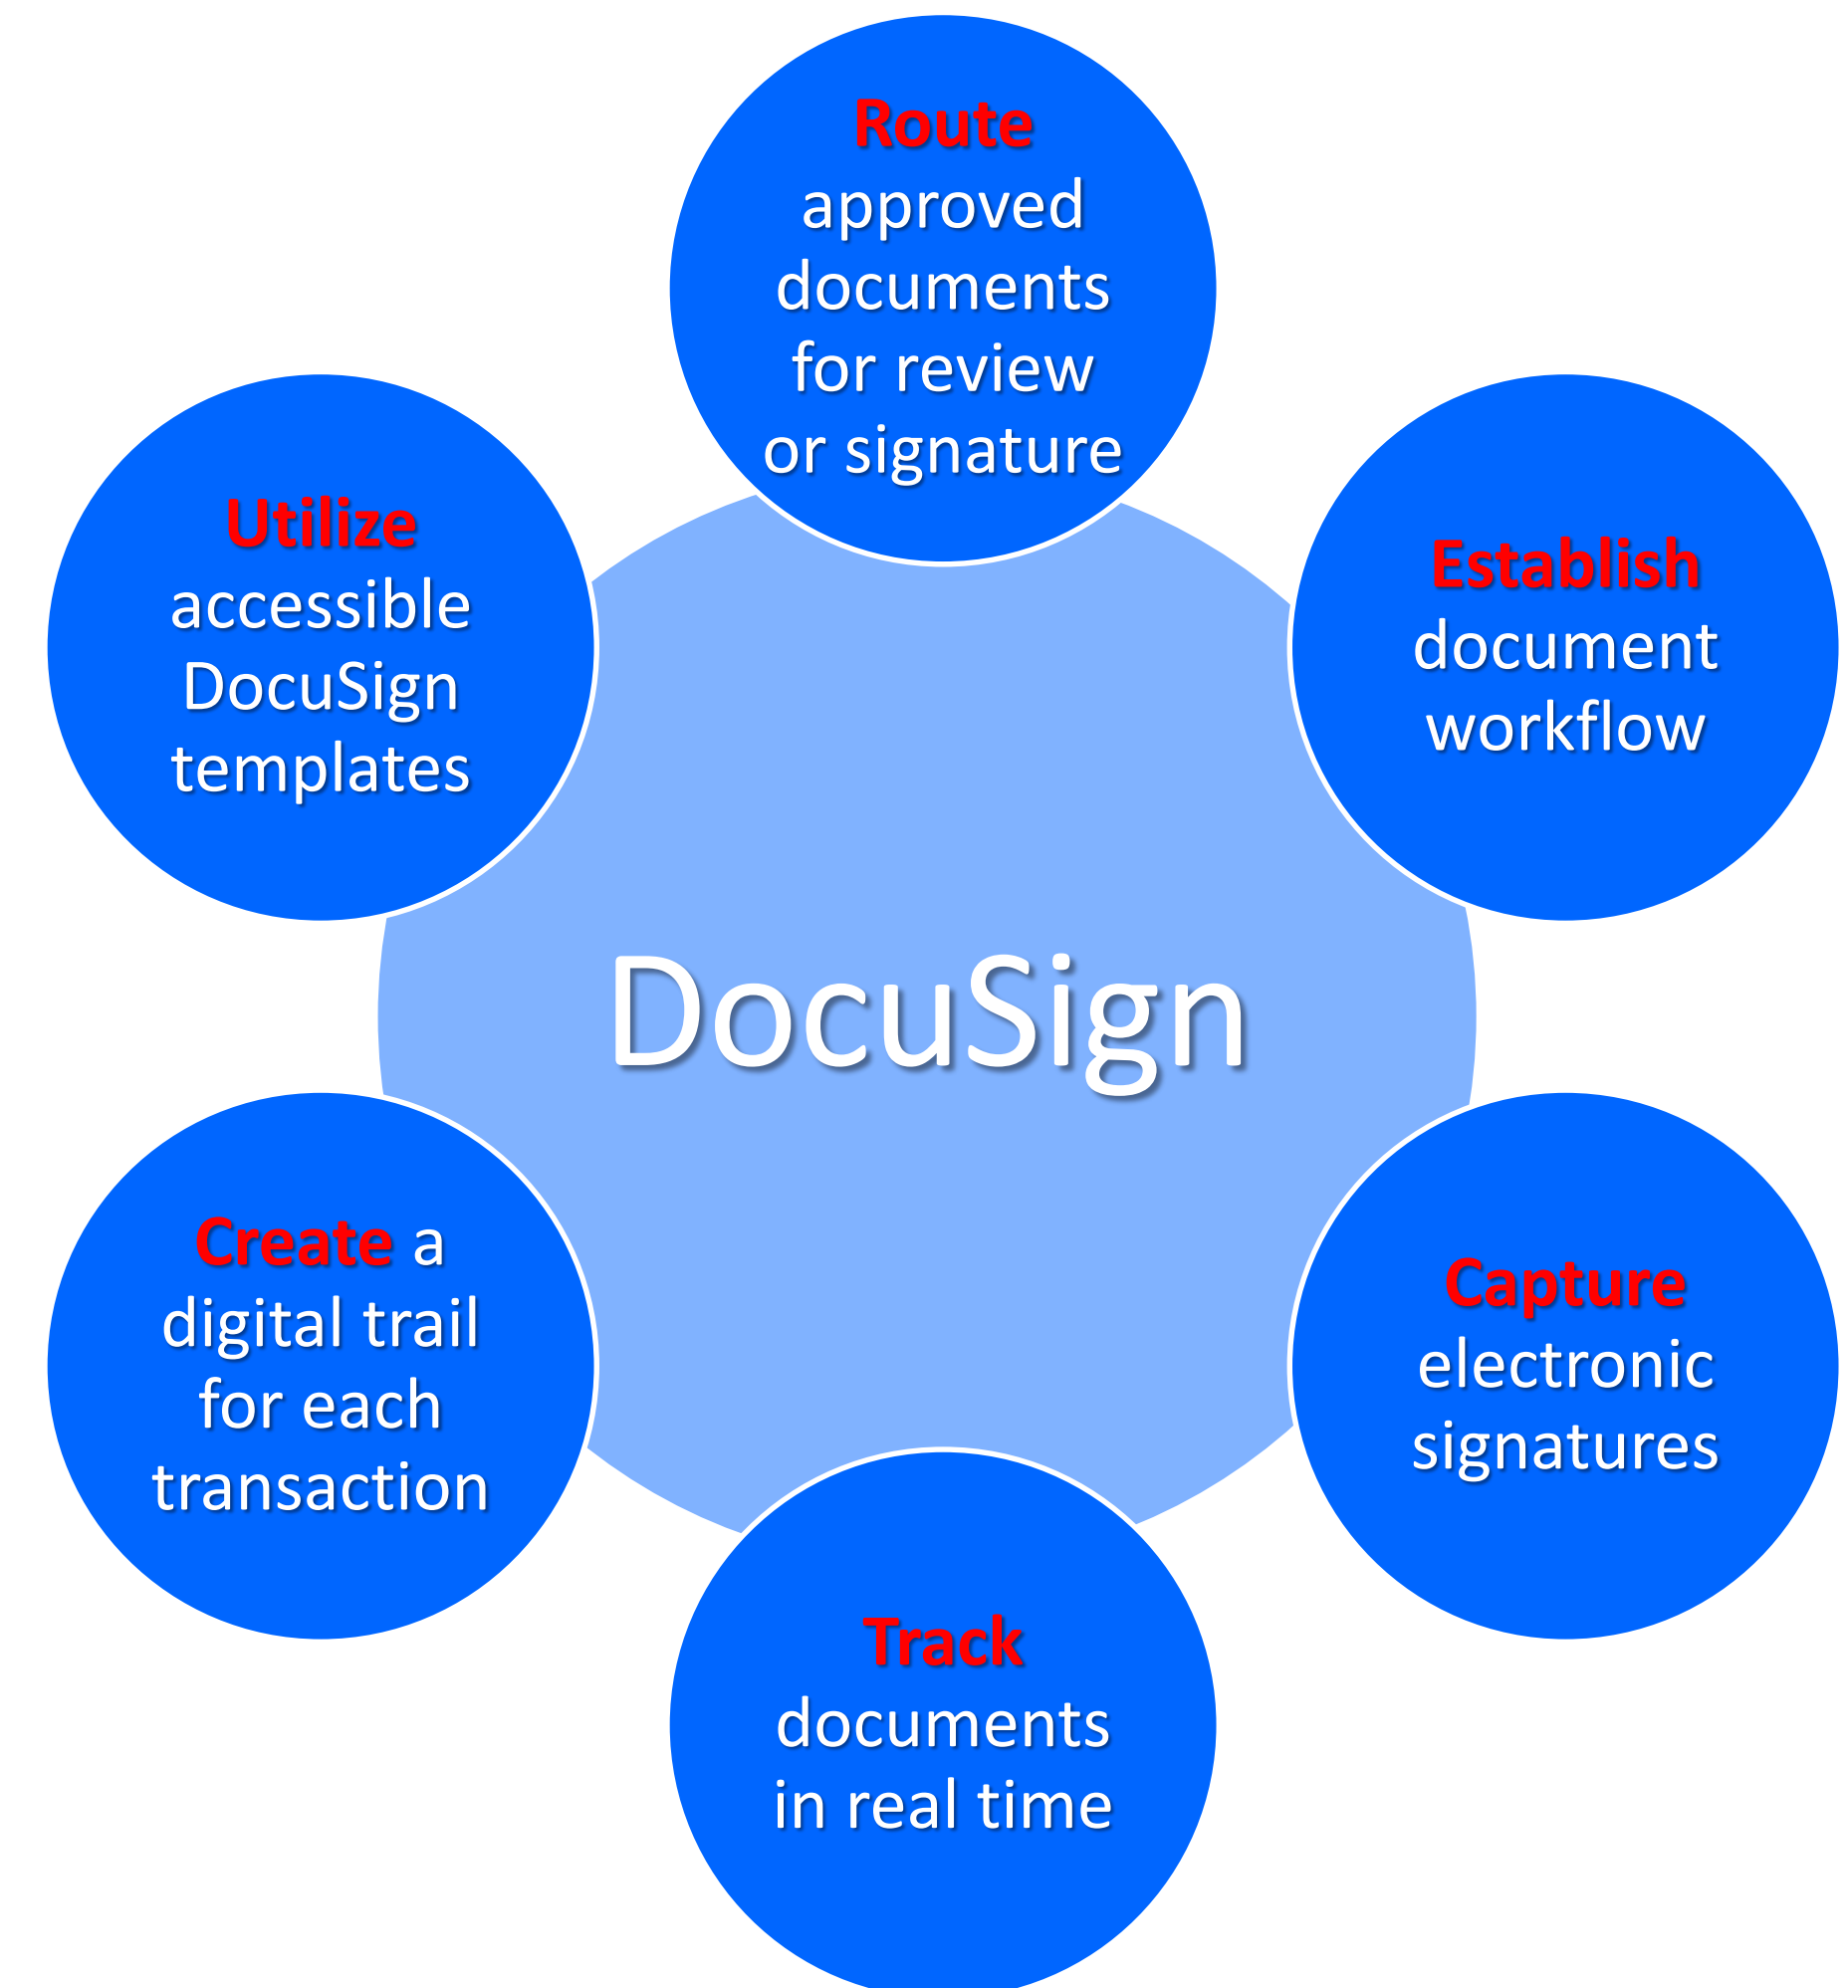 Route
approved
documents
for review
or signature
Establish
document
workflow
Capture
electronic
signatures
Track
documents
in real time
Create a
digital trail
for each
transaction
Utilize
accessible
DocuSign
templates
DocuSign